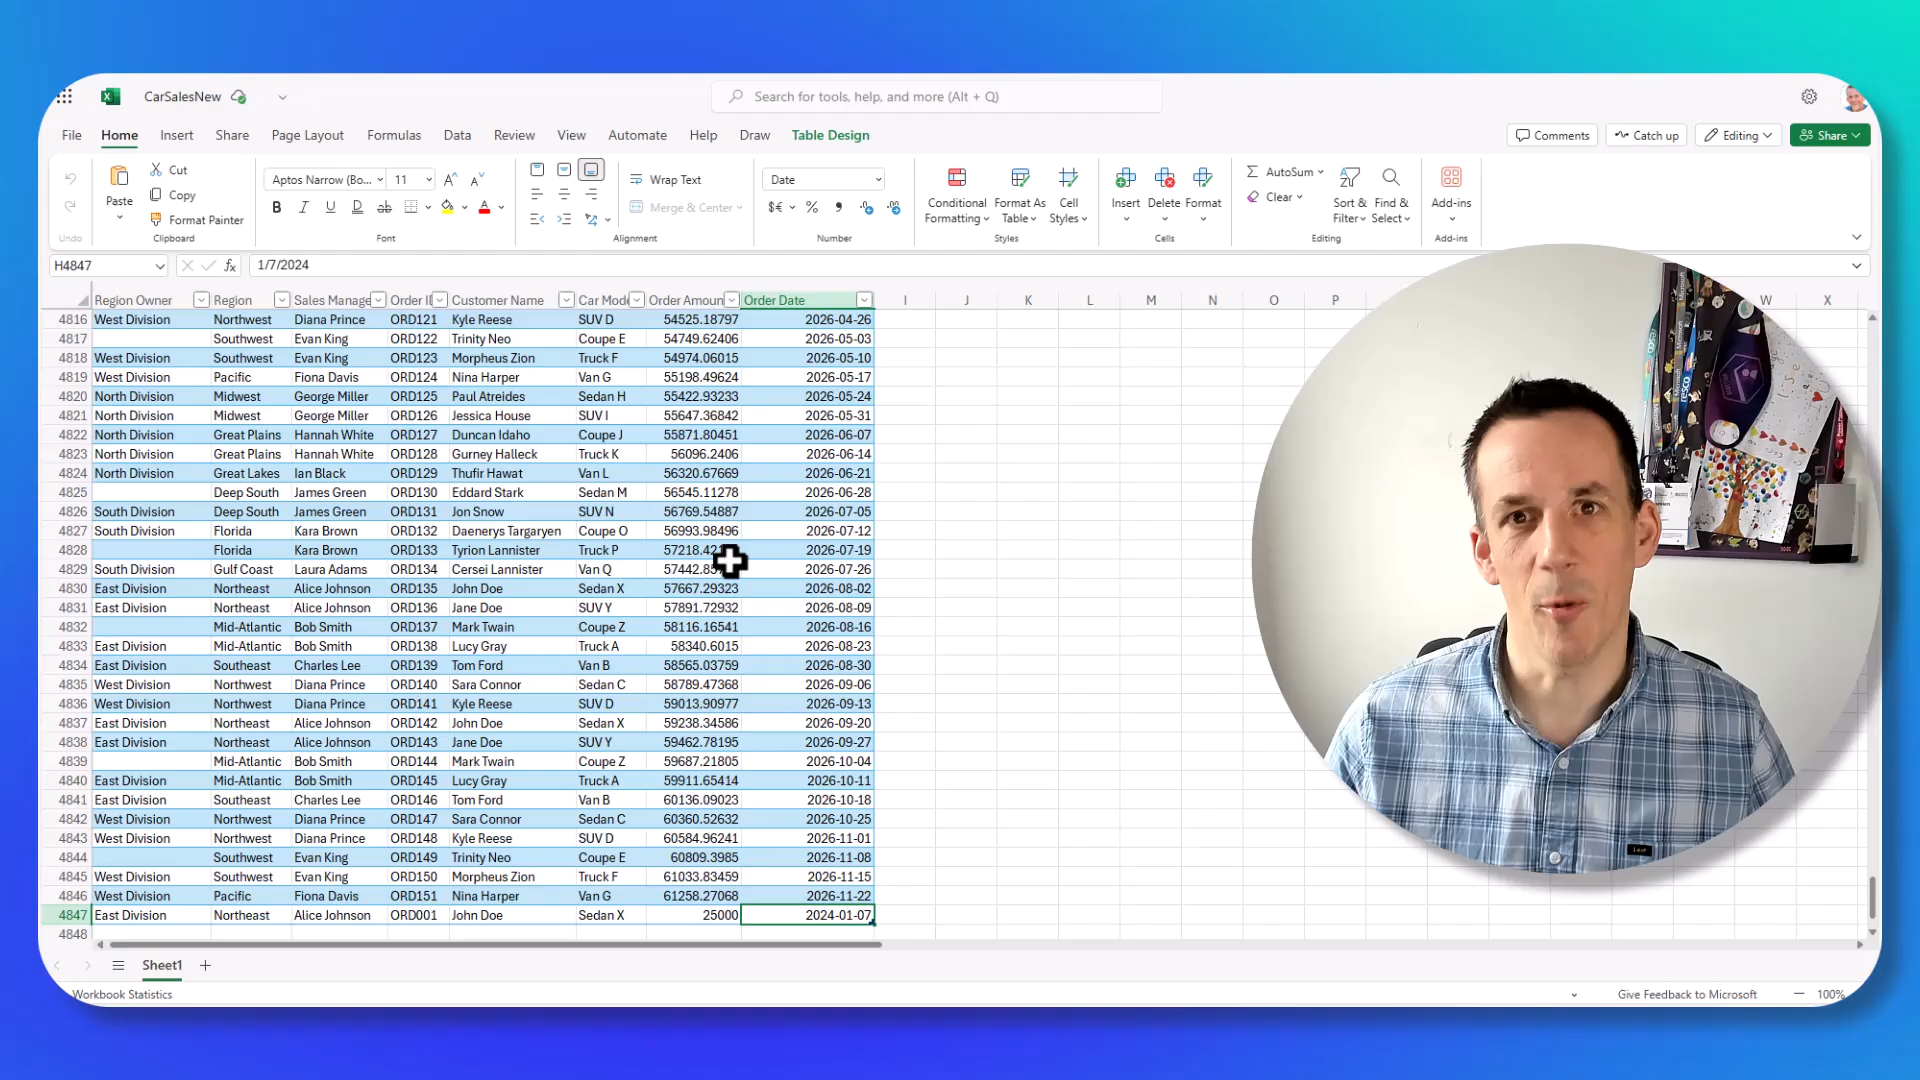 CarSalesNew
Search for tools, help, and more (Alt + Q)
File Home Insert Share Page Layout Formulas Data Review View Automate Help Draw Table Design
Comments Catch up Editing Share
Paste Cut Copy Format Painter
Aptos Narrow (Bo... 11
Wrap Text
Merge & Center
Date
Conditional Formatting Format As Table Cell Styles
Insert Delete Format
AutoSum
Clear
Sort & Filter Find & Select
Add-ins
Undo Clipboard Font Alignment Number Styles Cells Editing Add-ins
H4847 1/7/2024
Region Owner Region Sales Manage Order I Customer Name Car Mod Order Amoun Order Date I J K L M N O P W X
4816 West Division Northwest Diana Prince ORD121 Kyle Reese SUV D 54525.18797 2026-04-26
4817 Southwest Evan King ORD122 Trinity Neo Coupe E 54749.62406 2026-05-03
4818 West Division Southwest Evan King ORD123 Morpheus Zion Truck F 54974.06015 2026-05-10
4819 West Division Pacific Fiona Davis ORD124 Nina Harper Van G 55198.49624 2026-05-17
4820 North Division Midwest George Miller ORD125 Paul Atreides Sedan H 55422.93233 2026-05-24
4821 North Division Midwest George Miller ORD126 Jessica House SUV I 55647.36842 2026-05-31
4822 North Division Great Plains Hannah White ORD127 Duncan Idaho Coupe J 55871.80451 2026-06-07
4823 North Division Great Plains Hannah White ORD128 Gurney Halleck Truck K 56096.2406 2026-06-14
4824 North Division Great Lakes Ian Black ORD129 Thufir Hawat Van L 56320.67669 2026-06-21
4825 Deep South James Green ORD130 Eddard Stark Sedan M 56545.11278 2026-06-28
4826 South Division Deep South James Green ORD131 Jon Snow SUV N 56769.54887 2026-07-05
4827 South Division Florida Kara Brown ORD132 Daenerys Targaryen Coupe O 56993.98496 2026-07-12
4828 Florida Kara Brown ORD133 Tyrion Lannister Truck P 57218.42 2026-07-19
4829 South Division Gulf Coast Laura Adams ORD134 Cersei Lannister Van Q 57442.85 2026-07-26
4830 East Division Northeast Alice Johnson ORD135 John Doe Sedan X 57667.29323 2026-08-02
4831 East Division Northeast Alice Johnson ORD136 Jane Doe SUV Y 57891.72932 2026-08-09
4832 Mid-Atlantic Bob Smith ORD137 Mark Twain Coupe Z 58116.16541 2026-08-16
4833 East Division Mid-Atlantic Bob Smith ORD138 Lucy Gray Truck A 58340.6015 2026-08-23
4834 East Division Southeast Charles Lee ORD139 Tom Ford Van B 58565.03759 2026-08-30
4835 West Division Northwest Diana Prince ORD140 Sara Connor Sedan C 58789.47368 2026-09-06
4836 West Division Northwest Diana Prince ORD141 Kyle Reese SUV D 59013.90977 2026-09-13
4837 East Division Northeast Alice Johnson ORD142 John Doe Sedan X 59238.34586 2026-09-20
4838 East Division Northeast Alice Johnson ORD143 Jane Doe SUV Y 59462.78195 2026-09-27
4839 Mid-Atlantic Bob Smith ORD144 Mark Twain Coupe Z 59687.21805 2026-10-04
4840 East Division Mid-Atlantic Bob Smith ORD145 Lucy Gray Truck A 59911.65414 2026-10-11
4841 East Division Southeast Charles Lee ORD146 Tom Ford Van B 60136.09023 2026-10-18
4842 West Division Northwest Diana Prince ORD147 Sara Connor Sedan C 60360.52632 2026-10-25
4843 West Division Northwest Diana Prince ORD148 Kyle Reese SUV D 60584.96241 2026-11-01
4844 Southwest Evan King ORD149 Trinity Neo Coupe E 60809.3985 2026-11-08
4845 West Division Southwest Evan King ORD150 Morpheus Zion Truck F 61033.83459 2026-11-15
4846 West Division Pacific Fiona Davis ORD151 Nina Harper Van G 61258.27068 2026-11-22
4847 East Division Northeast Alice Johnson ORD001 John Doe Sedan X 25000 2024-01-07
4848
Sheet1
Workbook Statistics Give Feedback to Microsoft 100%